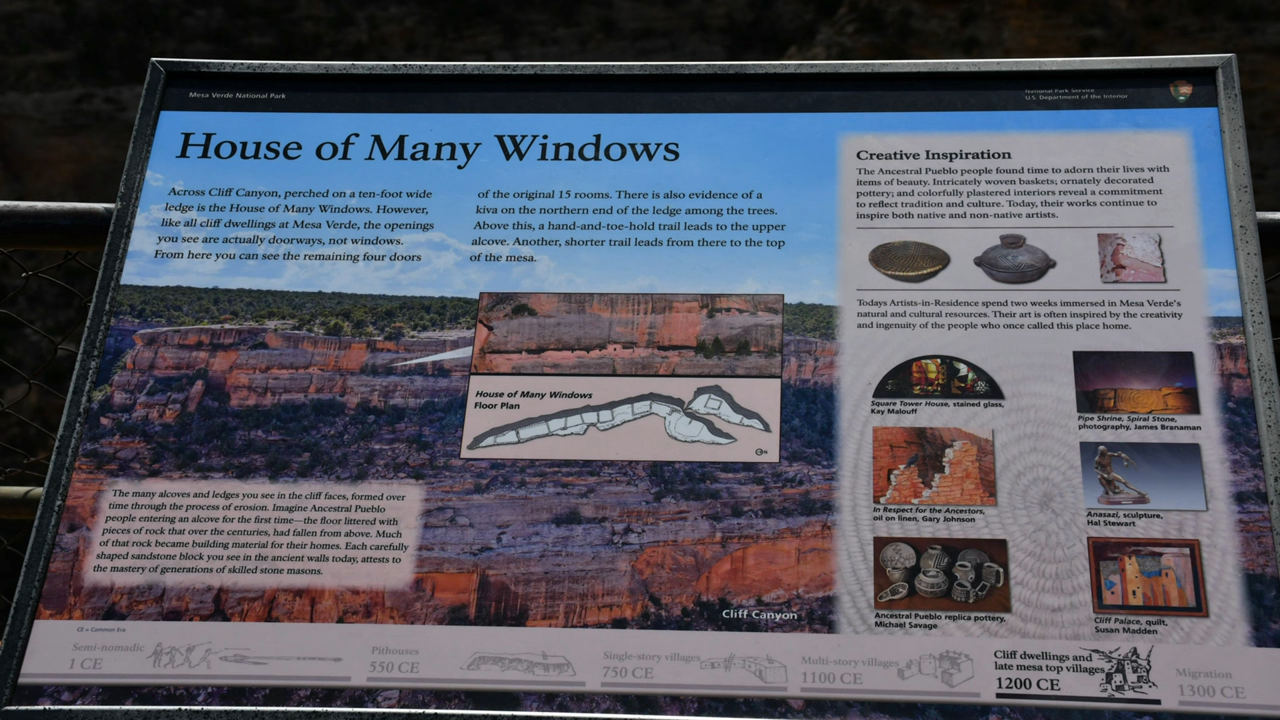 Mesa Verde National Park
National Park Service
U.S. Department of the Interior
House of Many Windows
Across Cliff Canyon, perched on a ten-foot wide
ledge is the House of Many Windows. However,
like all cliff dwellings at Mesa Verde, the openings
you see are actually doorways, not windows.
From here you can see the remaining four doors
of the original 15 rooms. There is also evidence of a
kiva on the northern end of the ledge among the trees.
Above this, a hand-and-toe-hold trail leads to the upper
alcove. Another, shorter trail leads from there to the top
of the mesa.
House of Many Windows
Floor Plan
N
The many alcoves and ledges you see in the cliff faces, formed over
time through the process of erosion. Imagine Ancestral Pueblo
people entering an alcove for the first time—the floor littered with
pieces of rock that over the centuries, had fallen from above. Much
of that rock became building material for their homes. Each carefully
shaped sandstone block you see in the ancient walls today, attests to
the mastery of generations of skilled stone masons.
Cliff Canyon
Creative Inspiration
The Ancestral Pueblo people found time to adorn their lives with
items of beauty. Intricately woven baskets; ornately decorated
pottery; and colorfully plastered interiors reveal a commitment
to reflect tradition and culture. Today, their works continue to
inspire both native and non-native artists.
Todays Artists-in-Residence spend two weeks immersed in Mesa Verde's
natural and cultural resources. Their art is often inspired by the creativity
and ingenuity of the people who once called this place home.
Square Tower House, stained glass,
Kay Malouff
Pipe Shrine, Spiral Stone,
photography, James Branaman
In Respect for the Ancestors,
oil on linen, Gary Johnson
Anasazi, sculpture,
Hal Stewart
Ancestral Pueblo replica pottery,
Michael Savage
Cliff Palace, quilt,
Susan Madden
CE = Common Era
Semi-nomadic
1 CE
Pithouses
550 CE
Single-story villages
750 CE
Multi-story villages
1100 CE
Cliff dwellings and
late mesa top villages
1200 CE
Migration
1300 CE